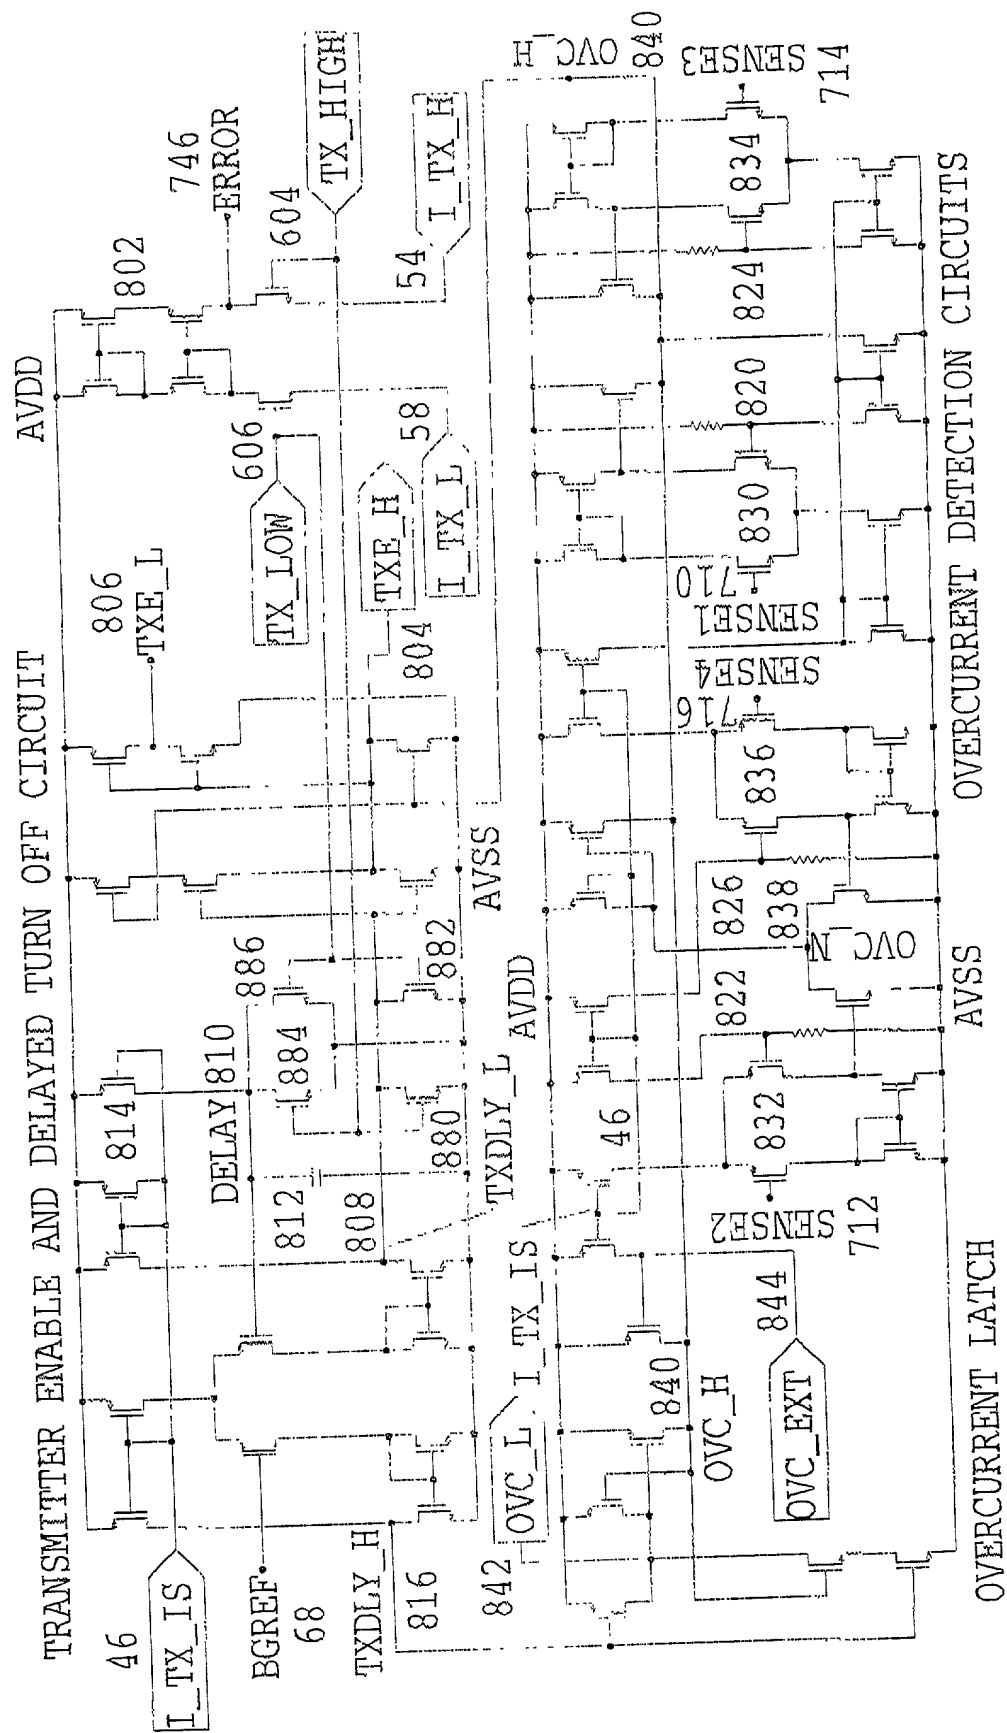 TRANSMITTER ENABLE AND DELAYED TURN OFF CIRCUIT
AVDD
46
I_TX_IS
BGREF
68
TXDLY_H
816
814
DELAY 810
812
808
884
886
880
882
TXDLY_L
AVSS
806
TXE_L
TX_LOW
606
TXE_H
804
I_TX_L
58
802
746
ERROR
604
TX_HIGH
54
I_TX_H
842
OVC_L
I_TX_IS
46
AVDD
840
OVC_H
844
OVC_EXT
SENSE2
712
832
822
OVC_N
826
838
836
716
SENSE4
SENSE1
710
830
820
824
834
OVC_H
840
SENSE3
714
AVSS
OVERCURRENT LATCH
OVERCURRENT DETECTION CIRCUITS